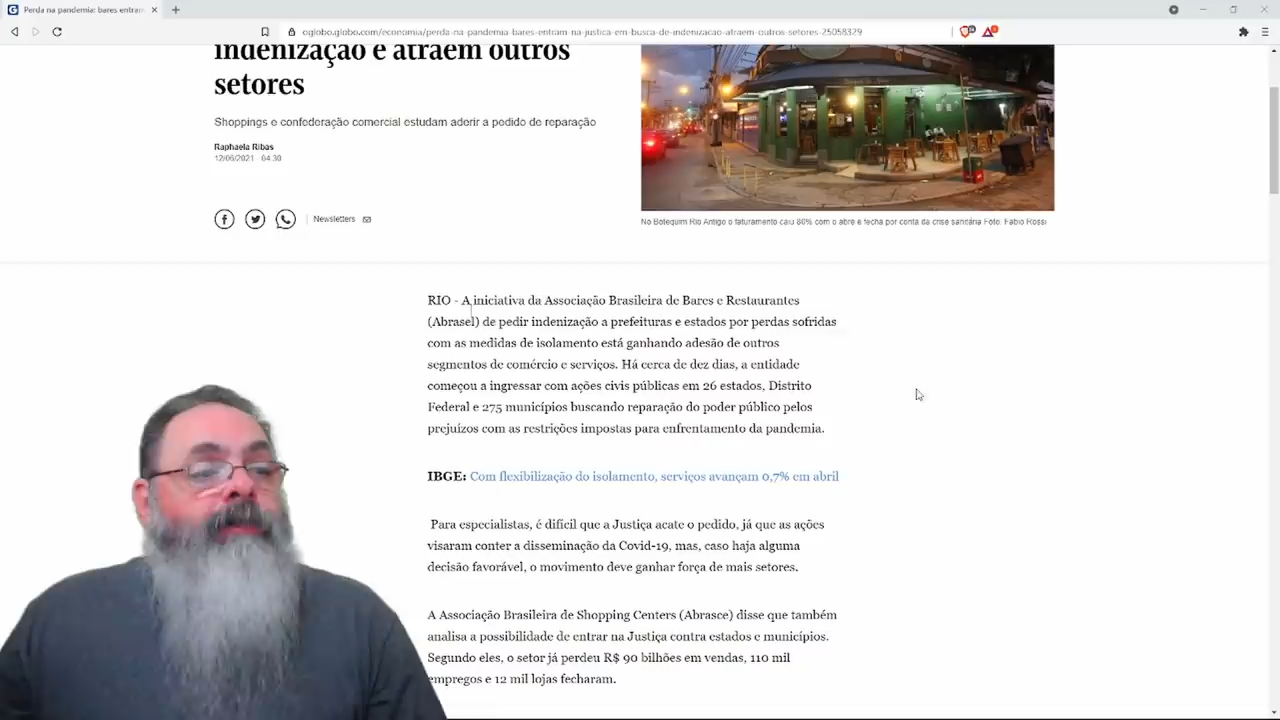 Perda na pandemia: bares entram
oglobo.globo.com/economia/perda-na-pandemia-bares-entram-na-justica-em-busca-de-indenizacao-atraem-outros-setores-25058329
indenização e atraem outros
setores
Shoppings e confederação comercial estudam aderir a pedido de reparação
Raphaela Ribas
12/06/2021 - 04:30
Newsletters
No Botequim Rio Antigo o faturamento caiu 80% com o abre e fecha por conta da crise sanitária Foto: Fabio Rossi
RIO - A iniciativa da Associação Brasileira de Bares e Restaurantes
(Abrasel) de pedir indenização a prefeituras e estados por perdas sofridas
com as medidas de isolamento está ganhando adesão de outros
segmentos de comércio e serviços. Há cerca de dez dias, a entidade
começou a ingressar com ações civis públicas em 26 estados, Distrito
Federal e 275 municípios buscando reparação do poder público pelos
prejuízos com as restrições impostas para enfrentamento da pandemia.
IBGE: Com flexibilização do isolamento, serviços avançam 0,7% em abril
Para especialistas, é difícil que a Justiça acate o pedido, já que as ações
visaram conter a disseminação da Covid-19, mas, caso haja alguma
decisão favorável, o movimento deve ganhar força de mais setores.
A Associação Brasileira de Shopping Centers (Abrasce) disse que também
analisa a possibilidade de entrar na Justiça contra estados e municípios.
Segundo eles, o setor já perdeu R$ 90 bilhões em vendas, 110 mil
empregos e 12 mil lojas fecharam.